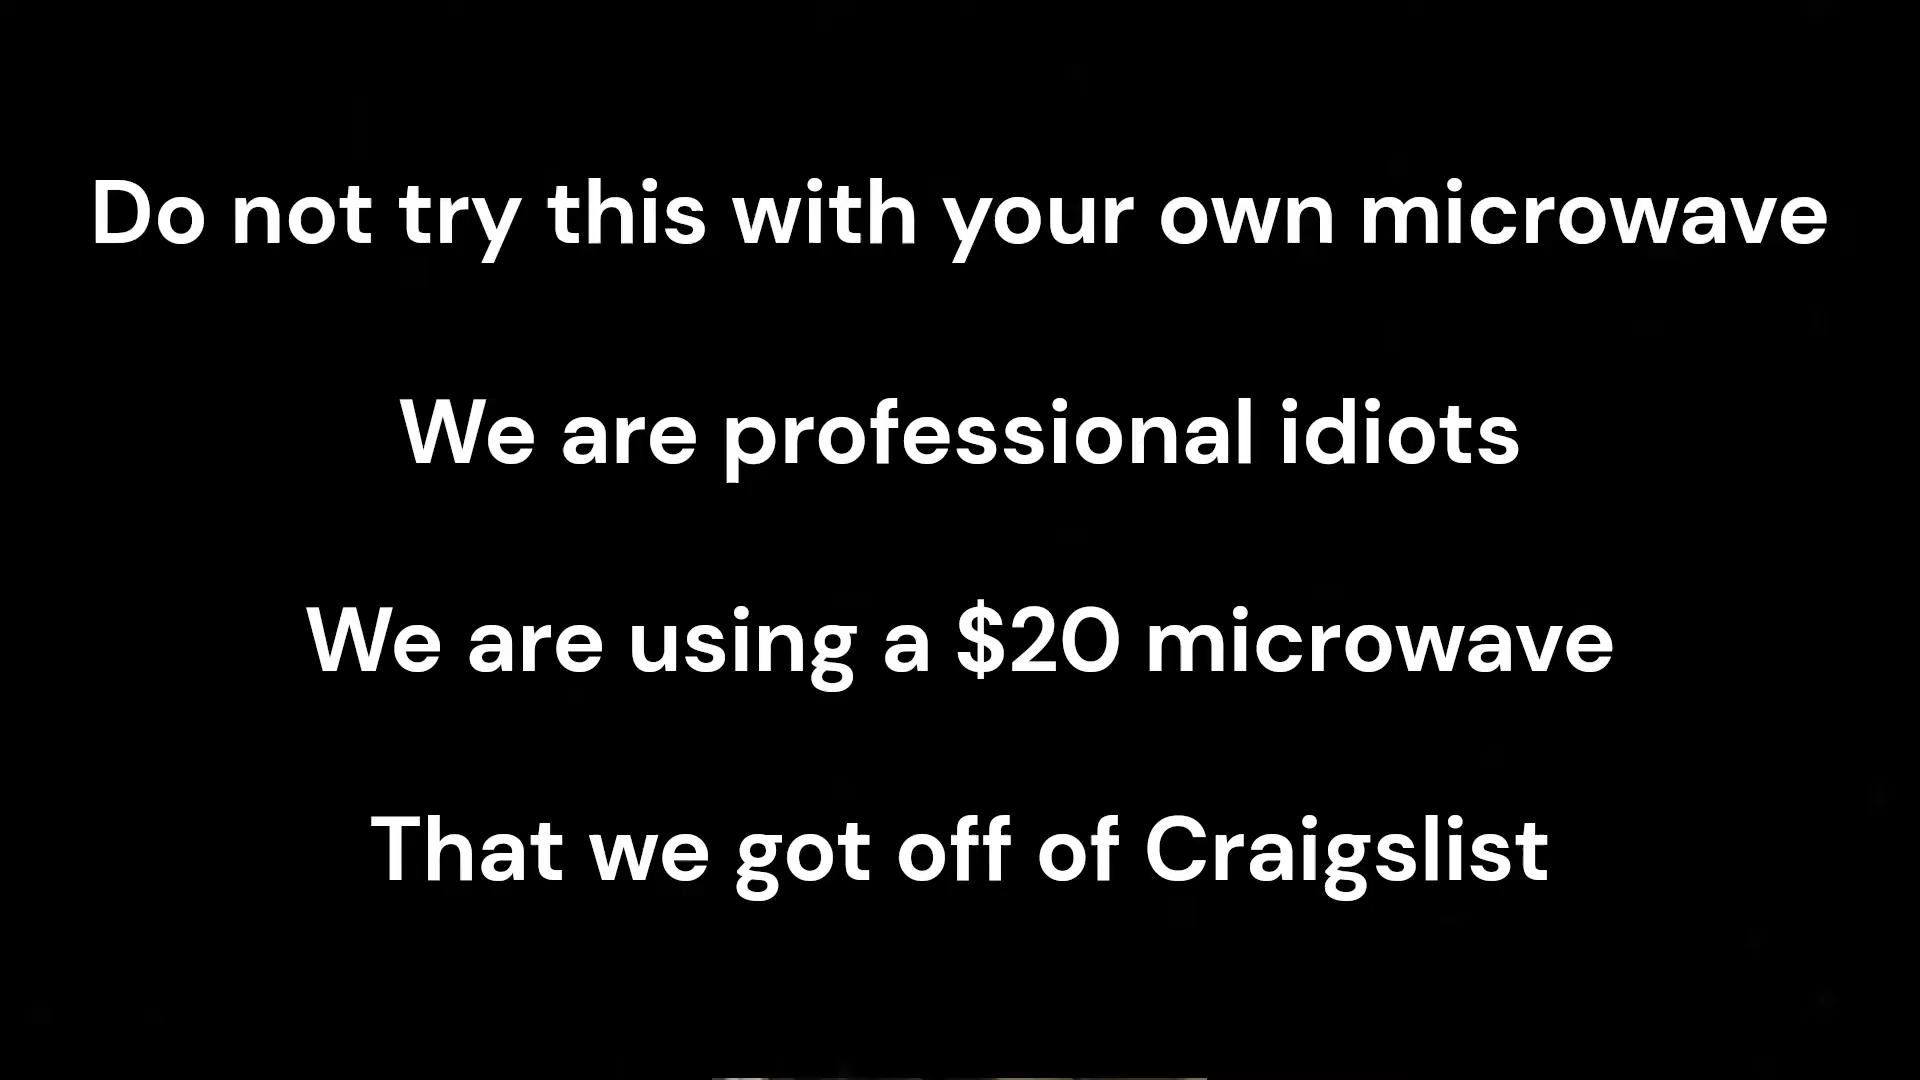 Do not try this with your own microwave
We are professional idiots
We are using a $20 microwave
That we got off of Craigslist